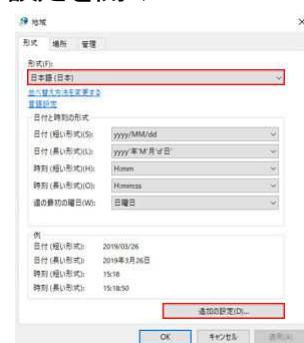 地域
形式 場所 管理
形式(F):
日本語 (日本)
並べ替え方法を変更する
言語設定
日付と時刻の形式
日付 (短い形式)(S): yyyy/MM/dd
日付 (長い形式)(L): yyyy'年'M'月'd'日'
時刻 (短い形式)(H): H:mm
時刻 (長い形式)(O): H:mm:ss
週の最初の曜日(W): 日曜日
例
日付 (短い形式): 2019/03/26
日付 (長い形式): 2019年3月26日
時刻 (短い形式): 15:18
時刻 (長い形式): 15:18:50
追加の設定(D)...
OK キャンセル 適用(A)